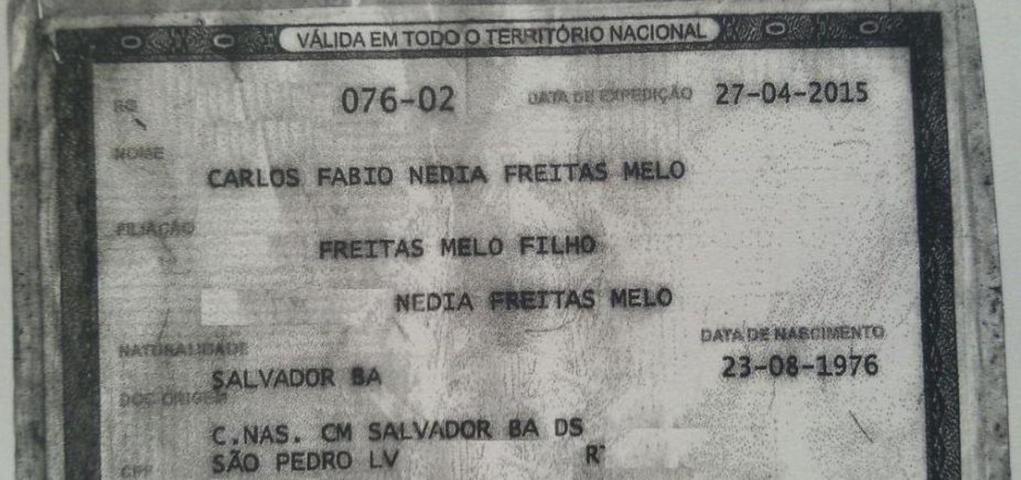 VÁLIDA EM TODO O TERRITÓRIO NACIONAL
RG 076-02 DATA DE EXPEDIÇÃO 27-04-2015
NOME
CARLOS FABIO NEDIA FREITAS MELO
FILIAÇÃO
FREITAS MELO FILHO
NEDIA FREITAS MELO
NATURALIDADE DATA DE NASCIMENTO
SALVADOR BA 23-08-1976
DOC ORIGEM
C.NAS. CM SALVADOR BA DS
CPF SÃO PEDRO LV R